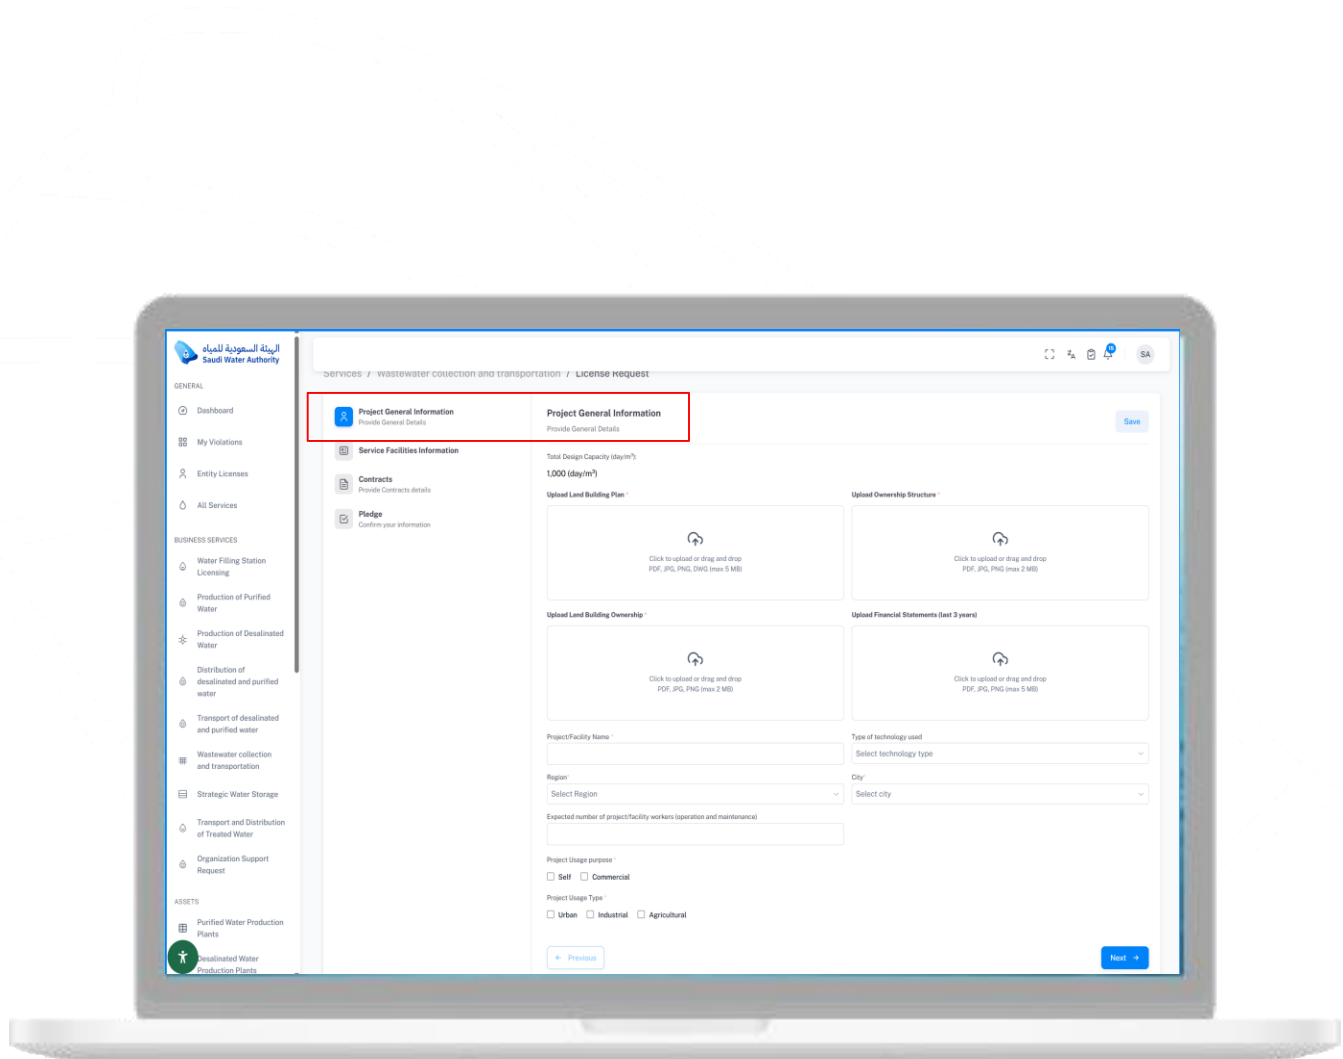 الهيئة السعودية للمياه
Saudi Water Authority
GENERAL
Dashboard
My Violations
Entity Licenses
All Services
BUSINESS SERVICES
Water Filling Station
Licensing
Production of Purified
Water
Production of Desalinated
Water
Distribution of
desalinated and purified
water
Transport of desalinated
and purified water
Wastewater collection
and transportation
Strategic Water Storage
Transport and Distribution
of Treated Water
Organization Support
Request
ASSETS
Purified Water Production
Plants
Desalinated Water
Production Plants
SA
Services / Wastewater collection and transportation / License Request
Project General Information
Provide General Details
Service Facilities Information
Contracts
Provide Contracts details
Pledge
Confirm your information
Project General Information
Provide General Details
Save
Total Design Capacity (day/m³):
1,000 (day/m³)
Upload Land Building Plan *
Click to upload or drag and drop
PDF, JPG, PNG, DWG (max 5 MB)
Upload Ownership Structure *
Click to upload or drag and drop
PDF, JPG, PNG (max 2 MB)
Upload Land Building Ownership *
Click to upload or drag and drop
PDF, JPG, PNG (max 2 MB)
Upload Financial Statements (last 3 years)
Click to upload or drag and drop
PDF, JPG, PNG (max 5 MB)
Project/Facility Name *
Type of technology used
Select technology type
Region *
Select Region
City *
Select city
Expected number of project/facility workers (operation and maintenance)
Project Usage purpose *
Self Commercial
Project Usage Type *
Urban Industrial Agricultural
← Previous
Next →